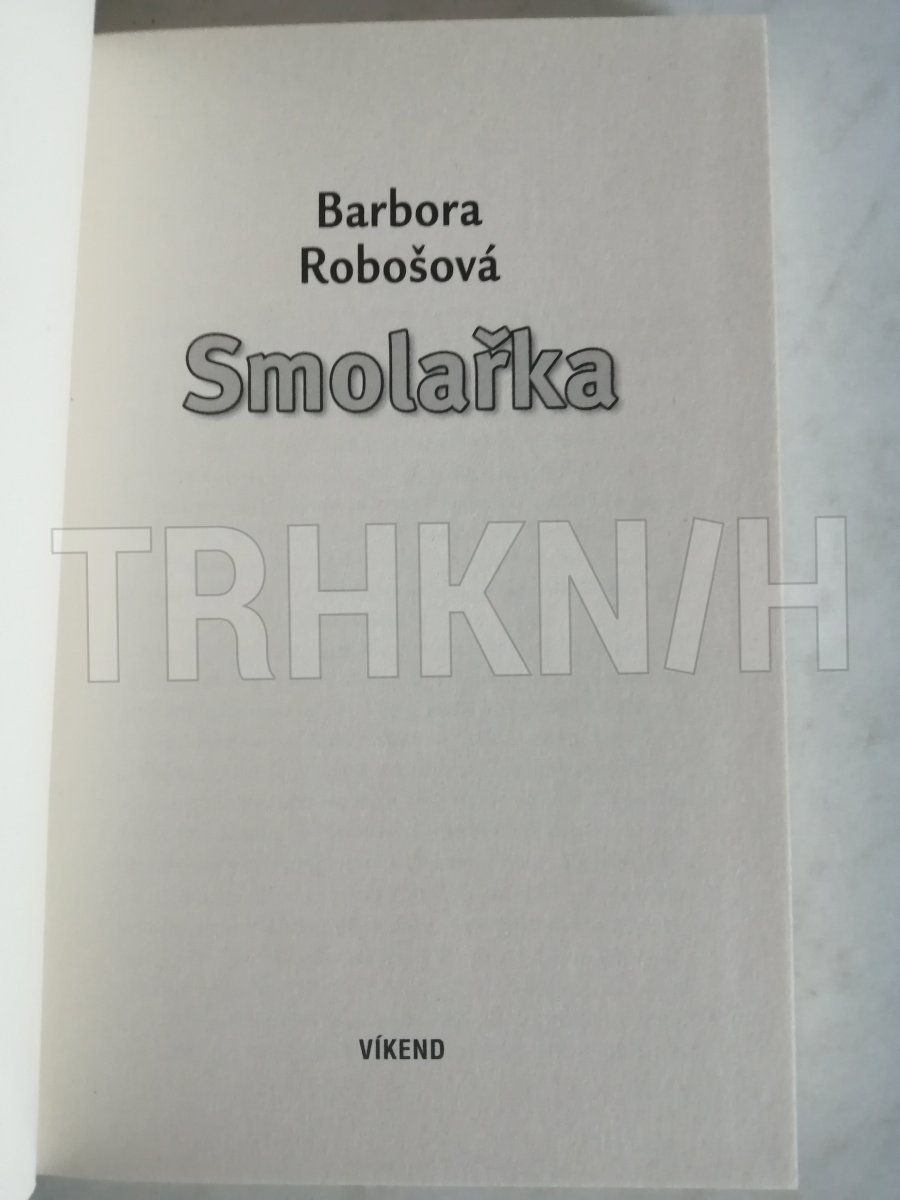 Barbora
Robošová
Smolařka
TRHKNIH
VÍKEND